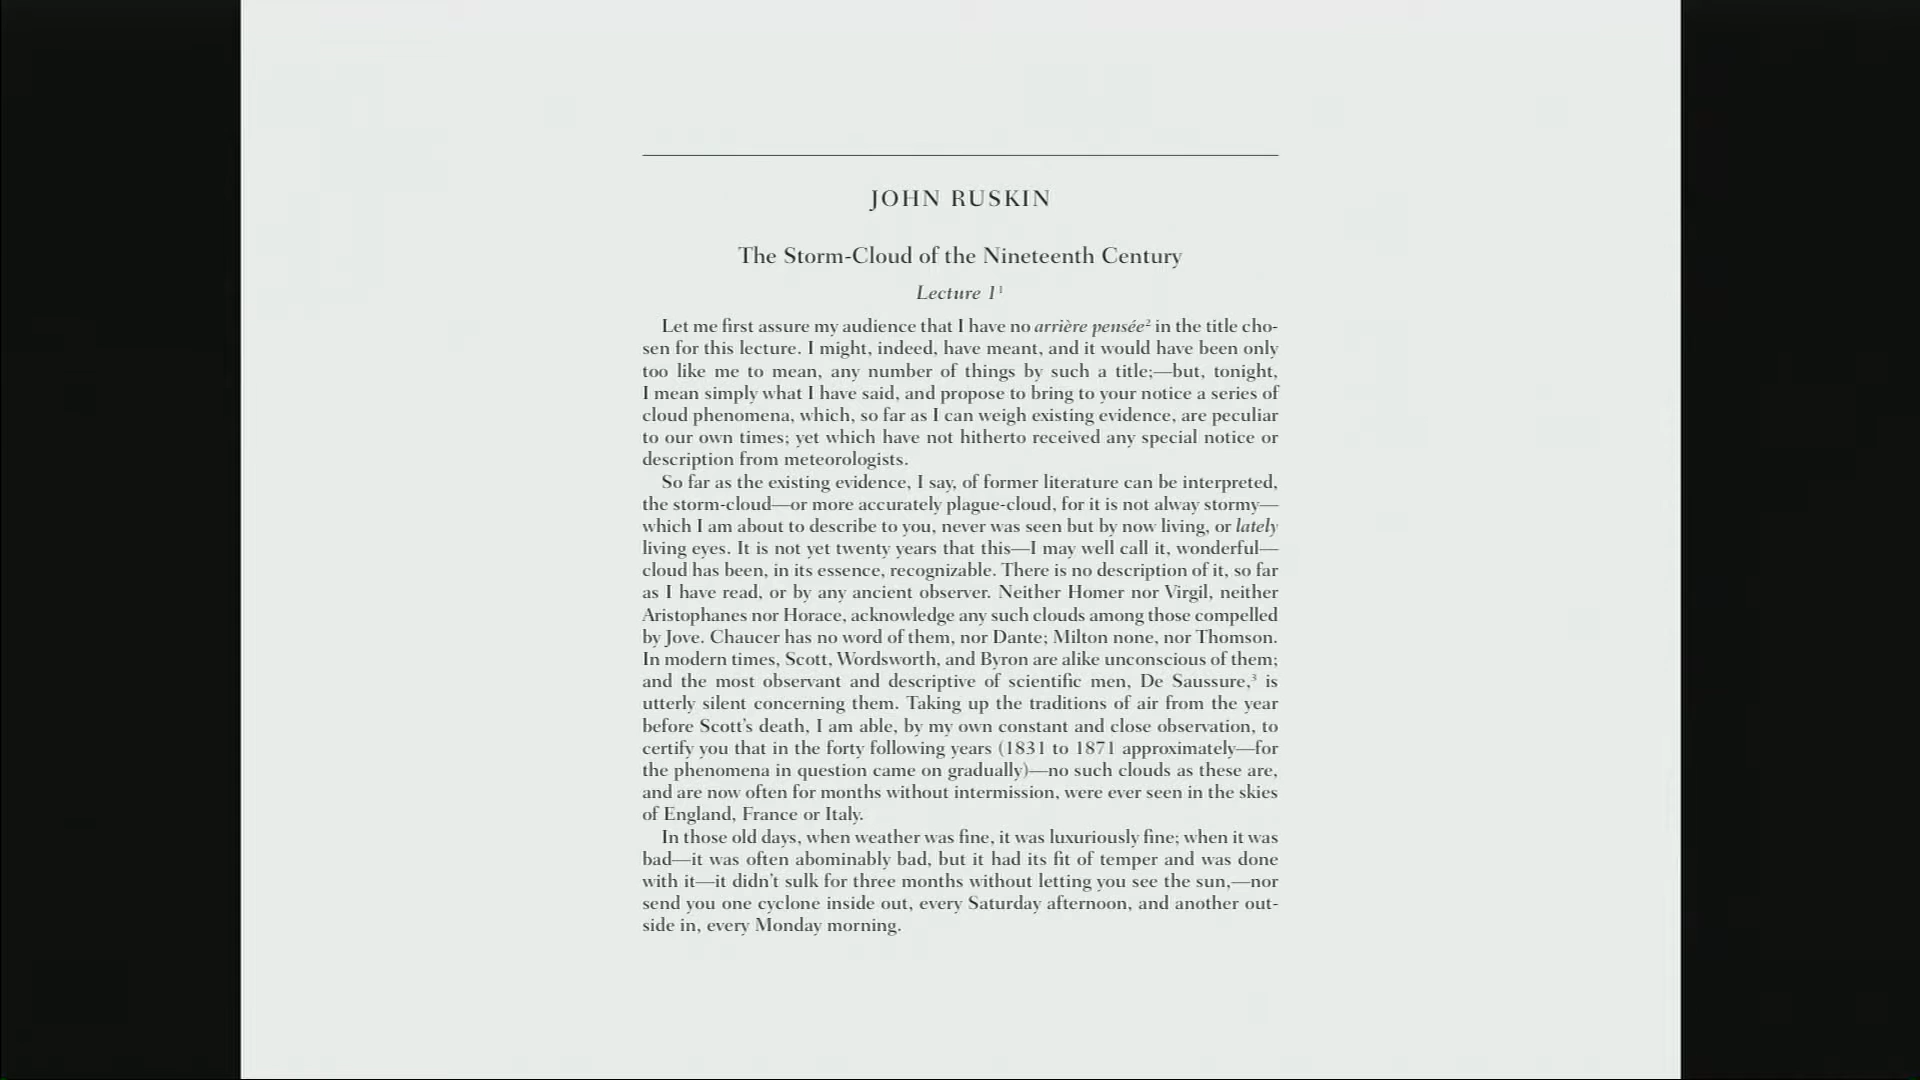 JOHN RUSKIN
The Storm-Cloud of the Nineteenth Century
Lecture 1¹
Let me first assure my audience that I have no arrière pensée² in the title cho-
sen for this lecture. I might, indeed, have meant, and it would have been only
too like me to mean, any number of things by such a title;—but, tonight,
I mean simply what I have said, and propose to bring to your notice a series of
cloud phenomena, which, so far as I can weigh existing evidence, are peculiar
to our own times; yet which have not hitherto received any special notice or
description from meteorologists.
So far as the existing evidence, I say, of former literature can be interpreted,
the storm-cloud—or more accurately plague-cloud, for it is not alway stormy—
which I am about to describe to you, never was seen but by now living, or lately
living eyes. It is not yet twenty years that this—I may well call it, wonderful—
cloud has been, in its essence, recognizable. There is no description of it, so far
as I have read, or by any ancient observer. Neither Homer nor Virgil, neither
Aristophanes nor Horace, acknowledge any such clouds among those compelled
by Jove. Chaucer has no word of them, nor Dante; Milton none, nor Thomson.
In modern times, Scott, Wordsworth, and Byron are alike unconscious of them;
and the most observant and descriptive of scientific men, De Saussure,³ is
utterly silent concerning them. Taking up the traditions of air from the year
before Scott's death, I am able, by my own constant and close observation, to
certify you that in the forty following years (1831 to 1871 approximately—for
the phenomena in question came on gradually)—no such clouds as these are,
and are now often for months without intermission, were ever seen in the skies
of England, France or Italy.
In those old days, when weather was fine, it was luxuriously fine; when it was
bad—it was often abominably bad, but it had its fit of temper and was done
with it—it didn't sulk for three months without letting you see the sun,—nor
send you one cyclone inside out, every Saturday afternoon, and another out-
side in, every Monday morning.